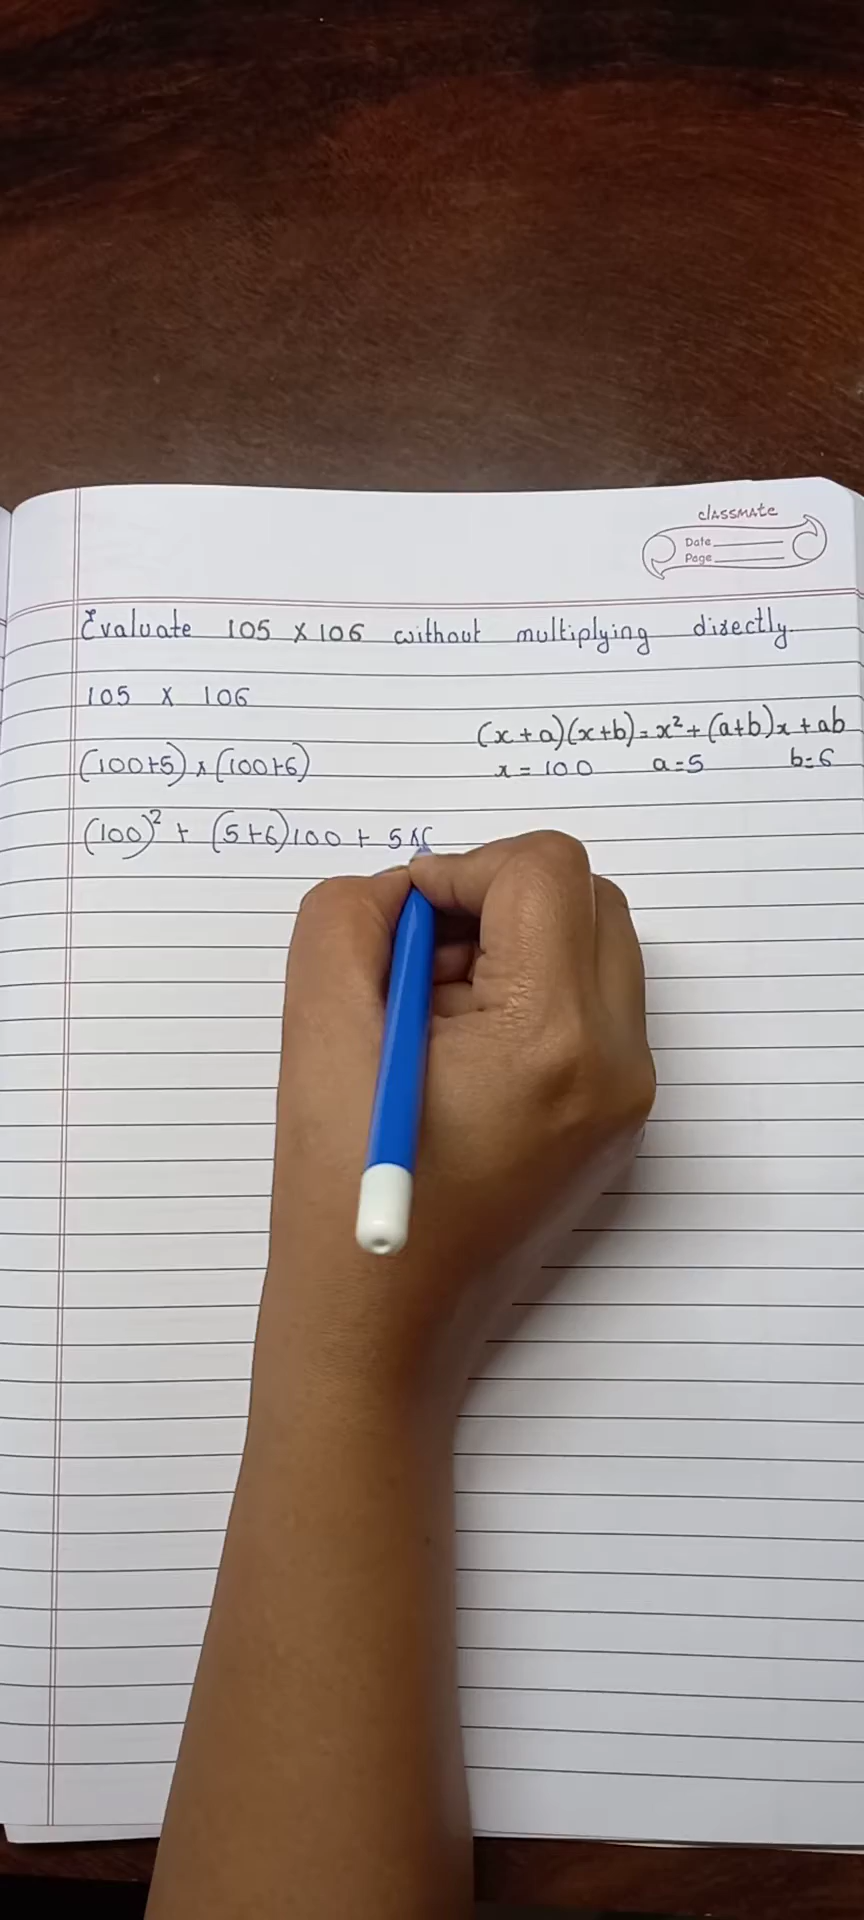 classmate
Date
Page
Evaluate 105 × 106 without multiplying directly.
105 × 106
(x+a)(x+b)=x²+(a+b)x+ab
(100+5)×(100+6)
x=100 a=5 b=6
(100)²+(5+6)100+5×